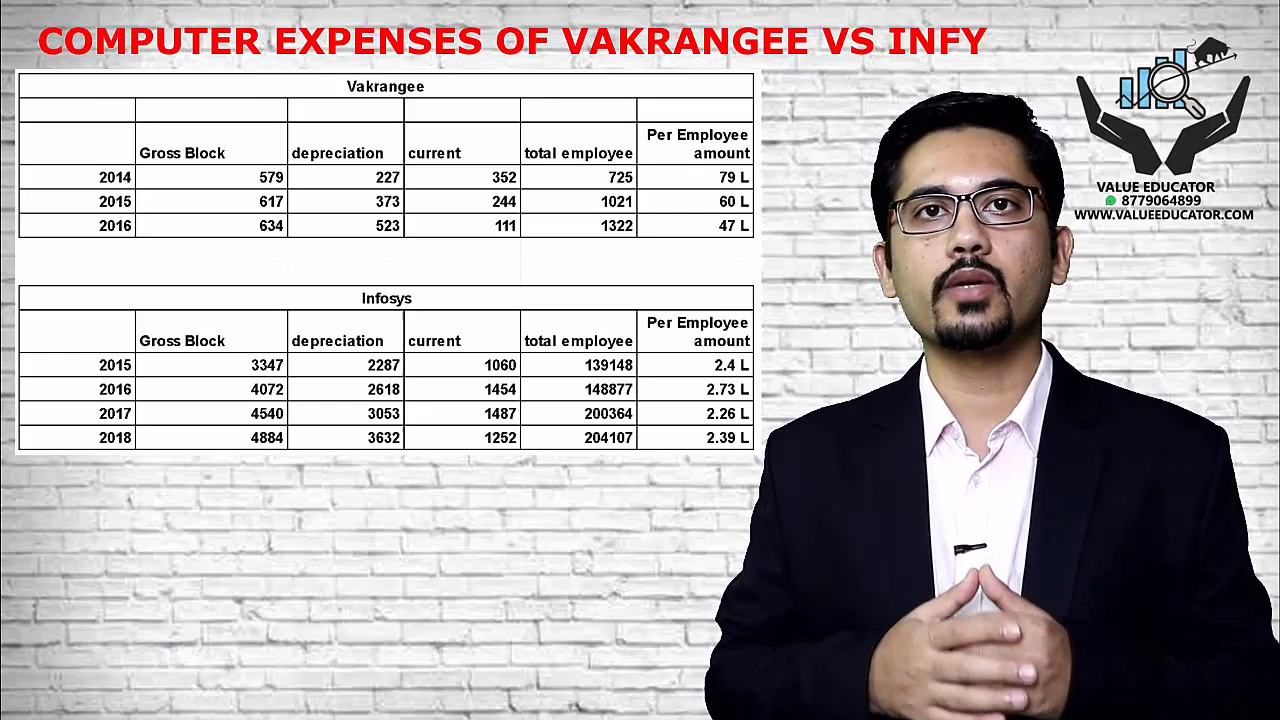 COMPUTER EXPENSES OF VAKRANGEE VS INFY
Vakrangee
Gross Block depreciation current total employee Per Employee amount
2014 579 227 352 725 79 L
2015 617 373 244 1021 60 L
2016 634 523 111 1322 47 L
Infosys
Gross Block depreciation current total employee Per Employee amount
2015 3347 2287 1060 139148 2.4 L
2016 4072 2618 1454 148877 2.73 L
2017 4540 3053 1487 200364 2.26 L
2018 4884 3632 1252 204107 2.39 L
VALUE EDUCATOR
8779064899
WWW.VALUEEDUCATOR.COM